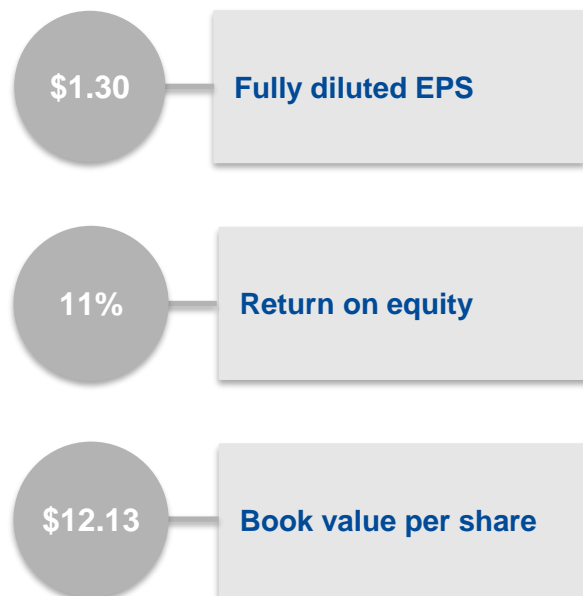 $1.30 Fully diluted EPS
11% Return on equity
$12.13 Book value per share